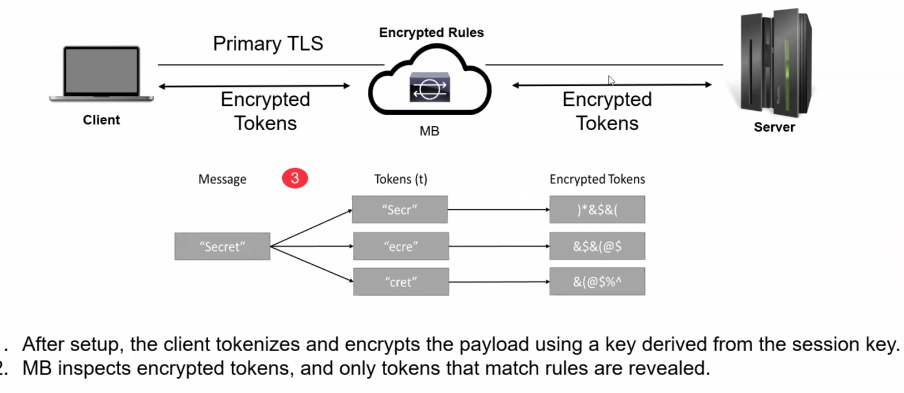 Primary TLS
Encrypted Rules
Encrypted
Tokens
Encrypted
Tokens
Client
MB
Server
Message
3
Tokens (t)
Encrypted Tokens
"Secr"
)*&$&(
"Secret"
"ecre"
&$&(@$
"cret"
&(@$%^
. After setup, the client tokenizes and encrypts the payload using a key derived from the session key.
2. MB inspects encrypted tokens, and only tokens that match rules are revealed.